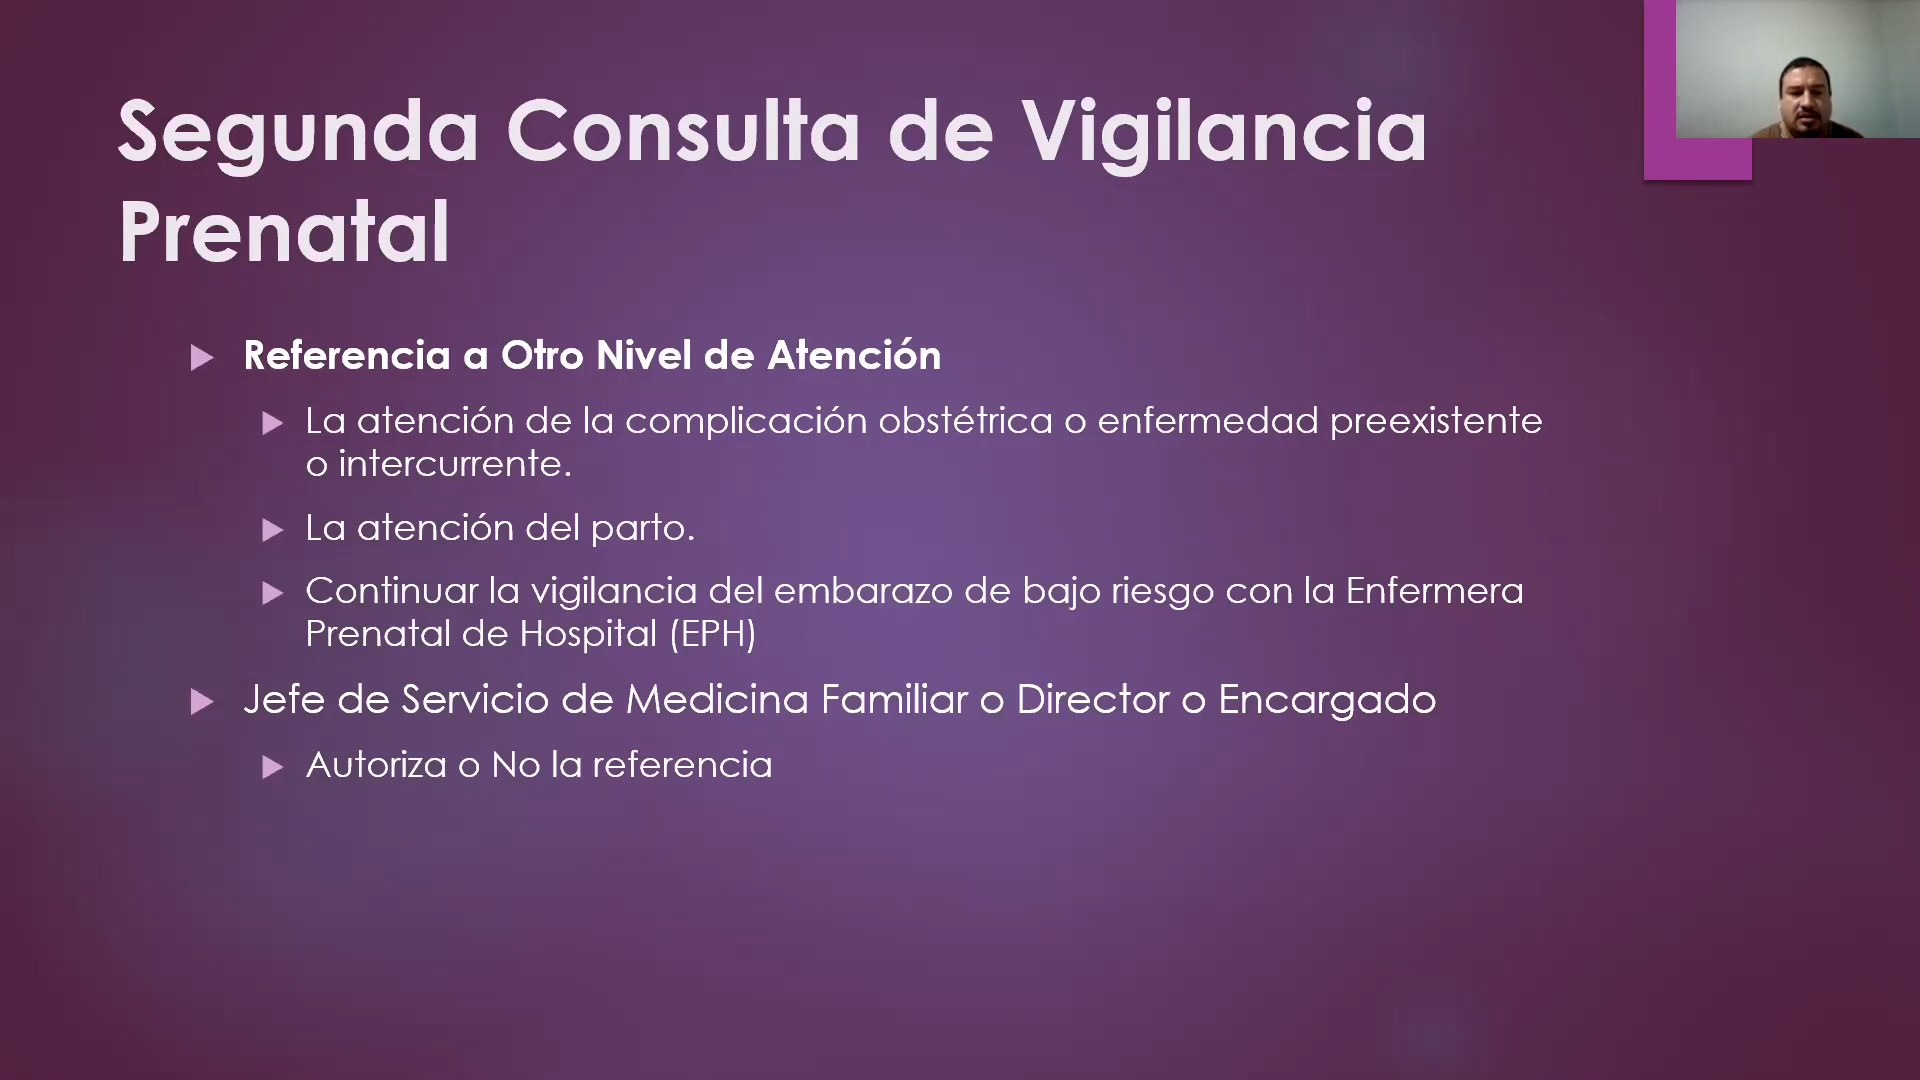 Segunda Consulta de Vigilancia
Prenatal
Referencia a Otro Nivel de Atención
La atención de la complicación obstétrica o enfermedad preexistente
o intercurrente.
La atención del parto.
Continuar la vigilancia del embarazo de bajo riesgo con la Enfermera
Prenatal de Hospital (EPH)
Jefe de Servicio de Medicina Familiar o Director o Encargado
Autoriza o No la referencia